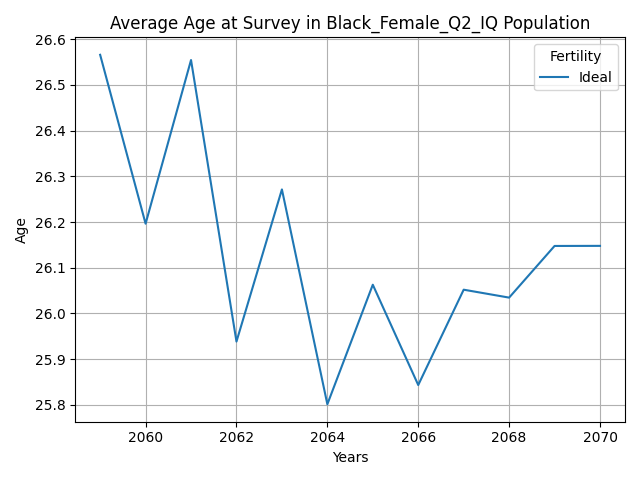 Average Age at Survey in Black_Female_Q2_IQ Population
26.6
26.5
26.4
26.3
26.2
26.1
26.0
25.9
25.8
Age
Fertility
Ideal
2060 2062 2064 2066 2068 2070
Years